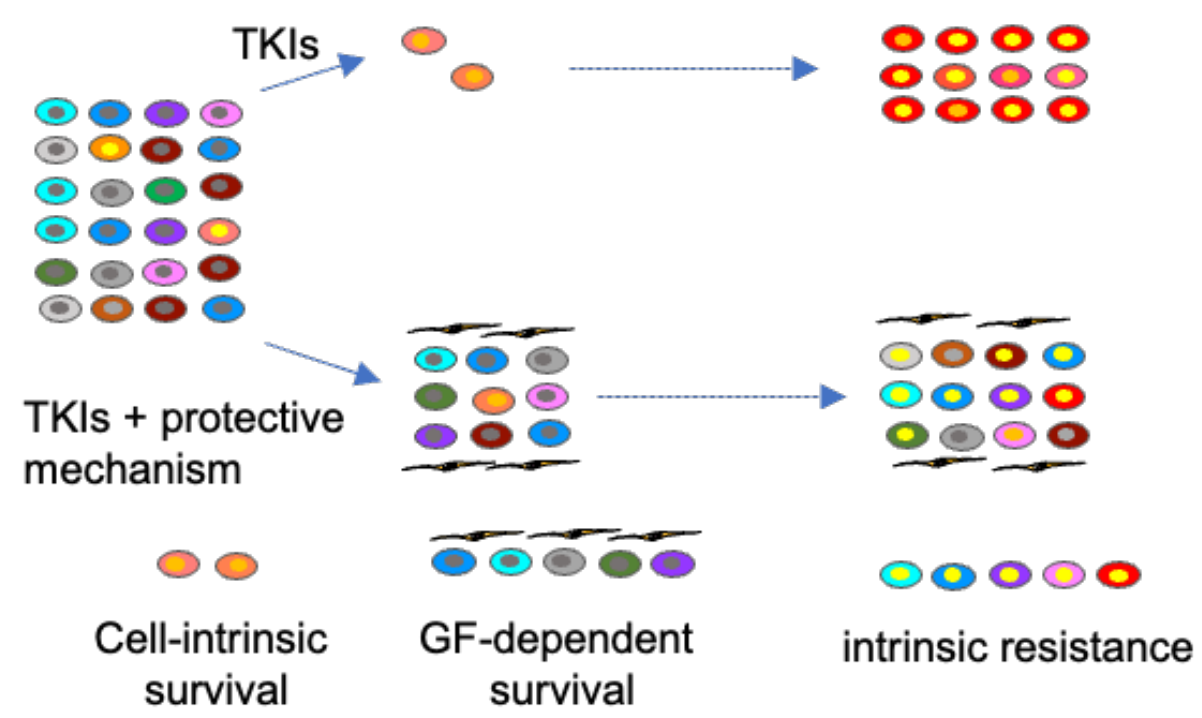 TKIs
TKIs + protective
mechanism
Cell-intrinsic
survival
GF-dependent
survival
intrinsic resistance